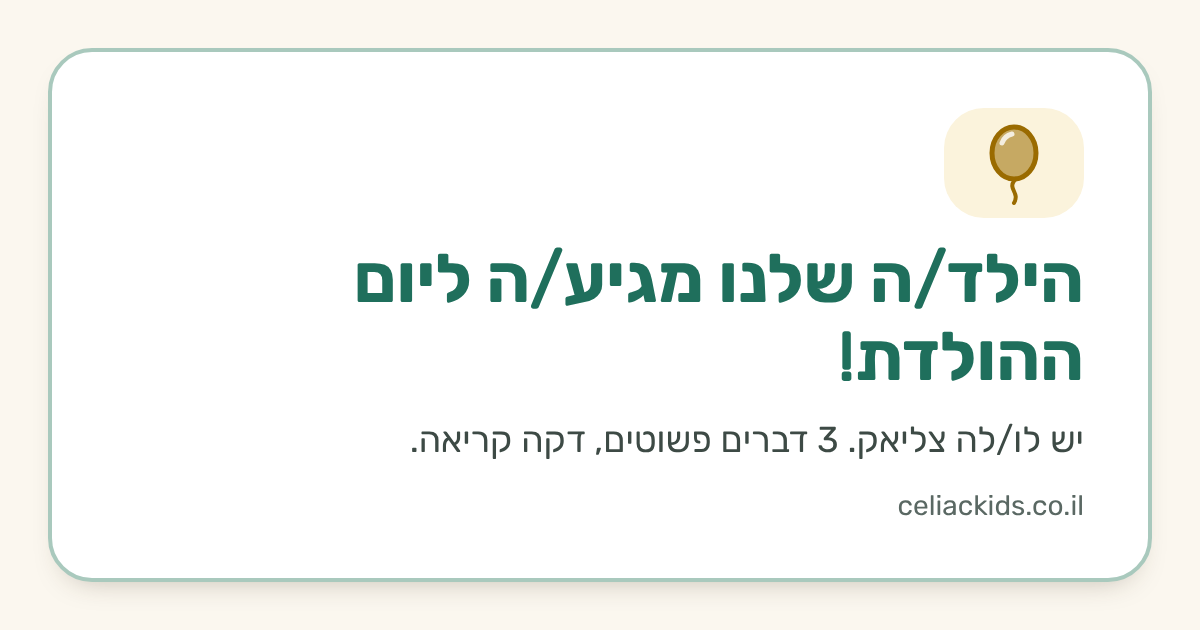 הילד/ה שלנו מגיע/ה ליום
ההולדת!
יש לו/לה צליאק. 3 דברים פשוטים, דקה קריאה.
celiackids.co.il